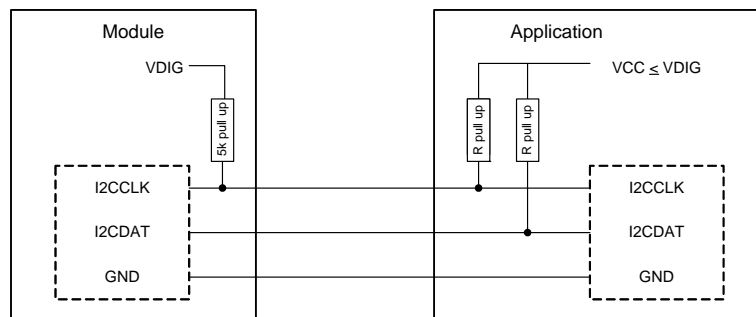 Module
Application
VDIG
VCC ≤ VDIG
5k pull up
R pull up
R pull up
I2CCLK
I2CCLK
I2CDAT
I2CDAT
GND
GND